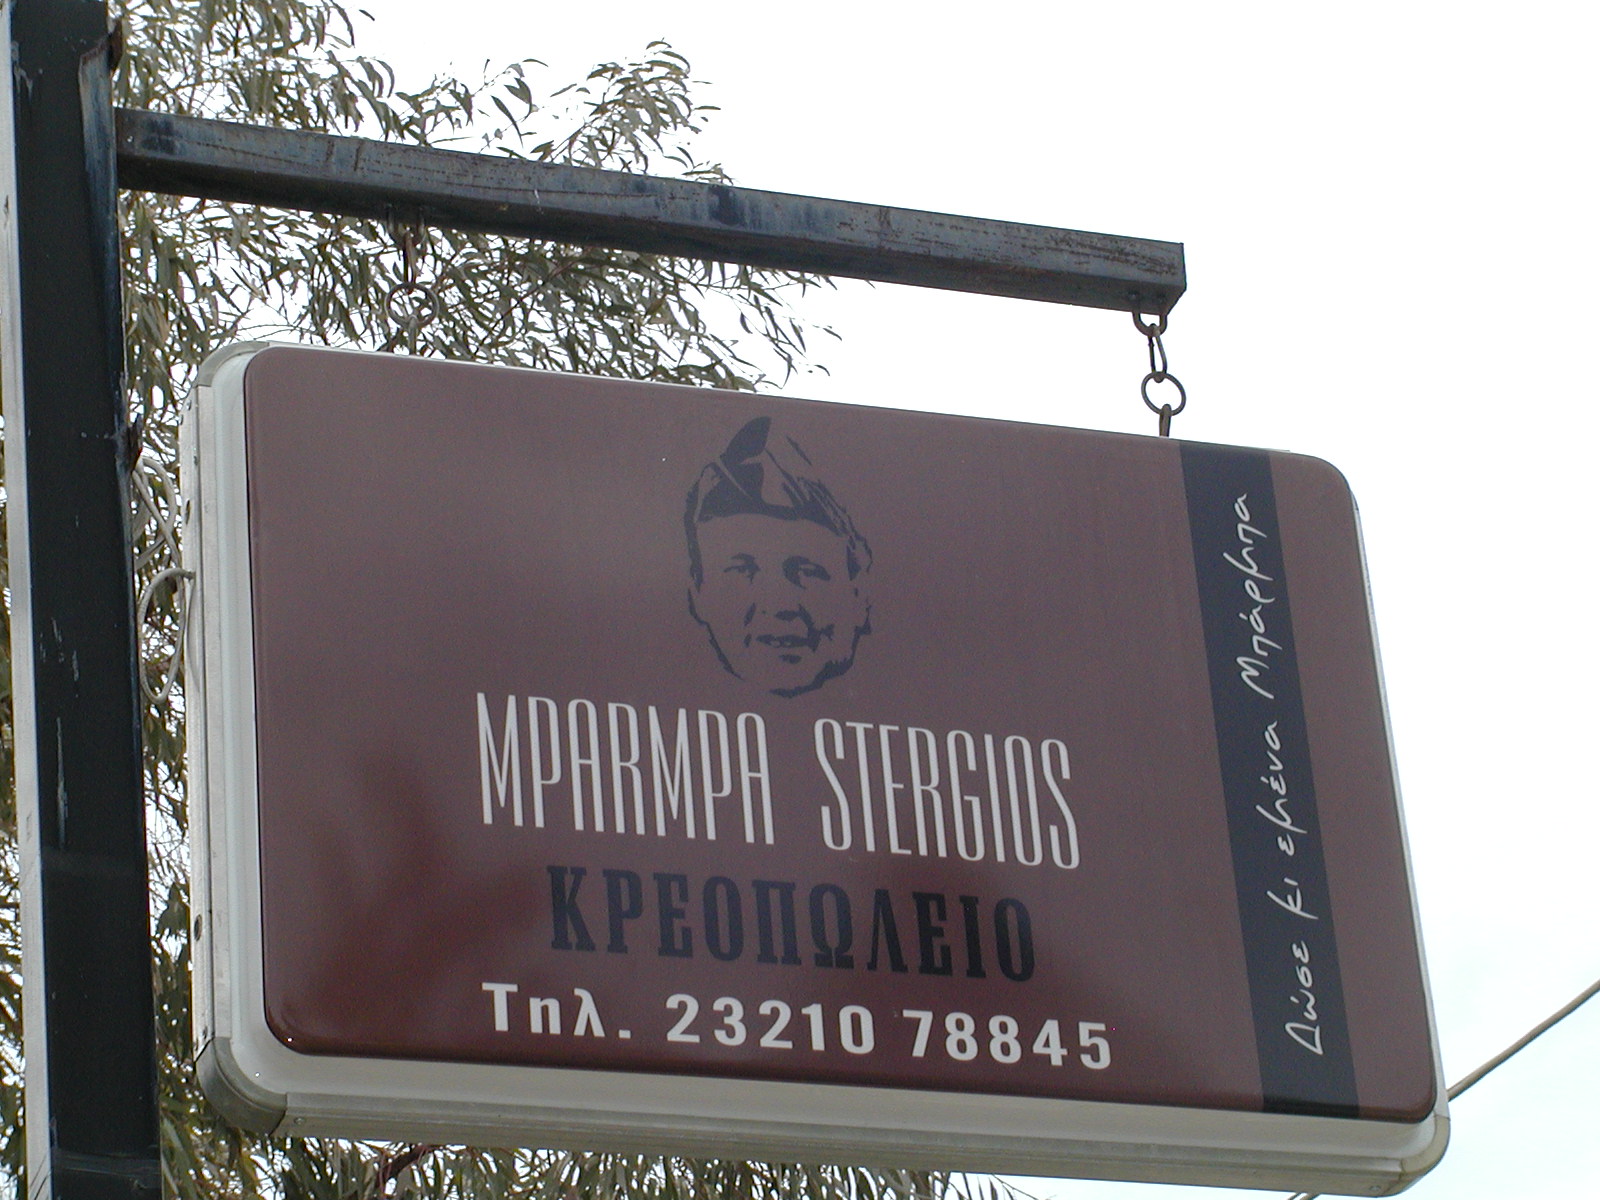 MPARMPA STERGIOS
ΚΡΕΟΠΩΛΕΙΟ
Τηλ. 23210 78845
Δώσε κι εμένα Μπάρμπα